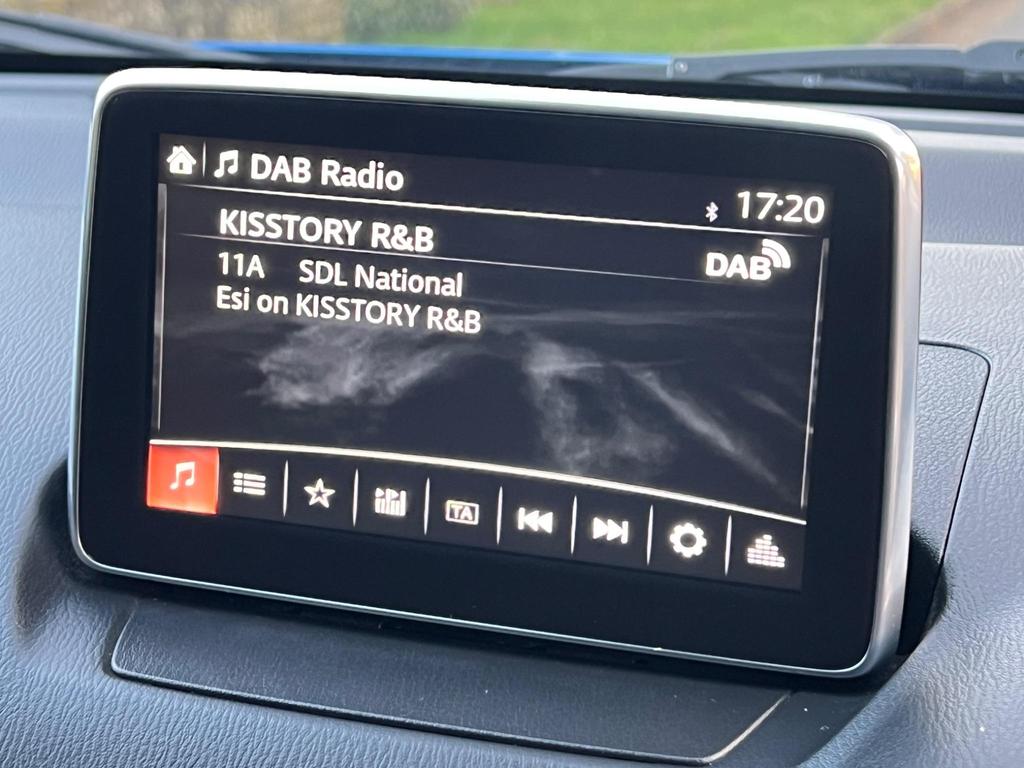 DAB Radio
17:20
KISSTORY R&B
DAB
11A SDL National
Esi on KISSTORY R&B
TA